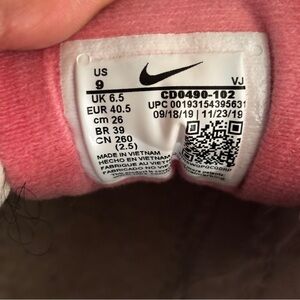 US
9
VJ
UK 6.5
CD0490-102
EUR 40.5
UPC 00193154395631
cm 26
09/18/19 11/23/19
BR 39
CN 260
(2.5)
MADE IN VIETNAM
HECHO EN VIETNAM
FABRIQUE AU VIETNAM